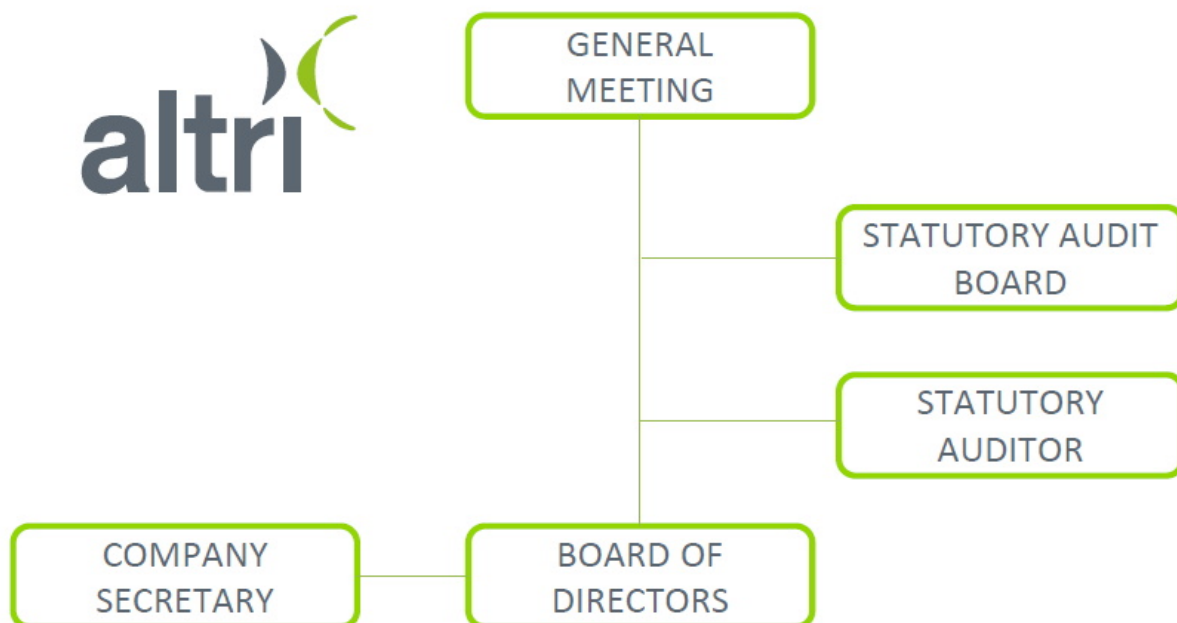 altri
GENERAL
MEETING
STATUTORY AUDIT
BOARD
STATUTORY
AUDITOR
COMPANY
SECRETARY
BOARD OF
DIRECTORS